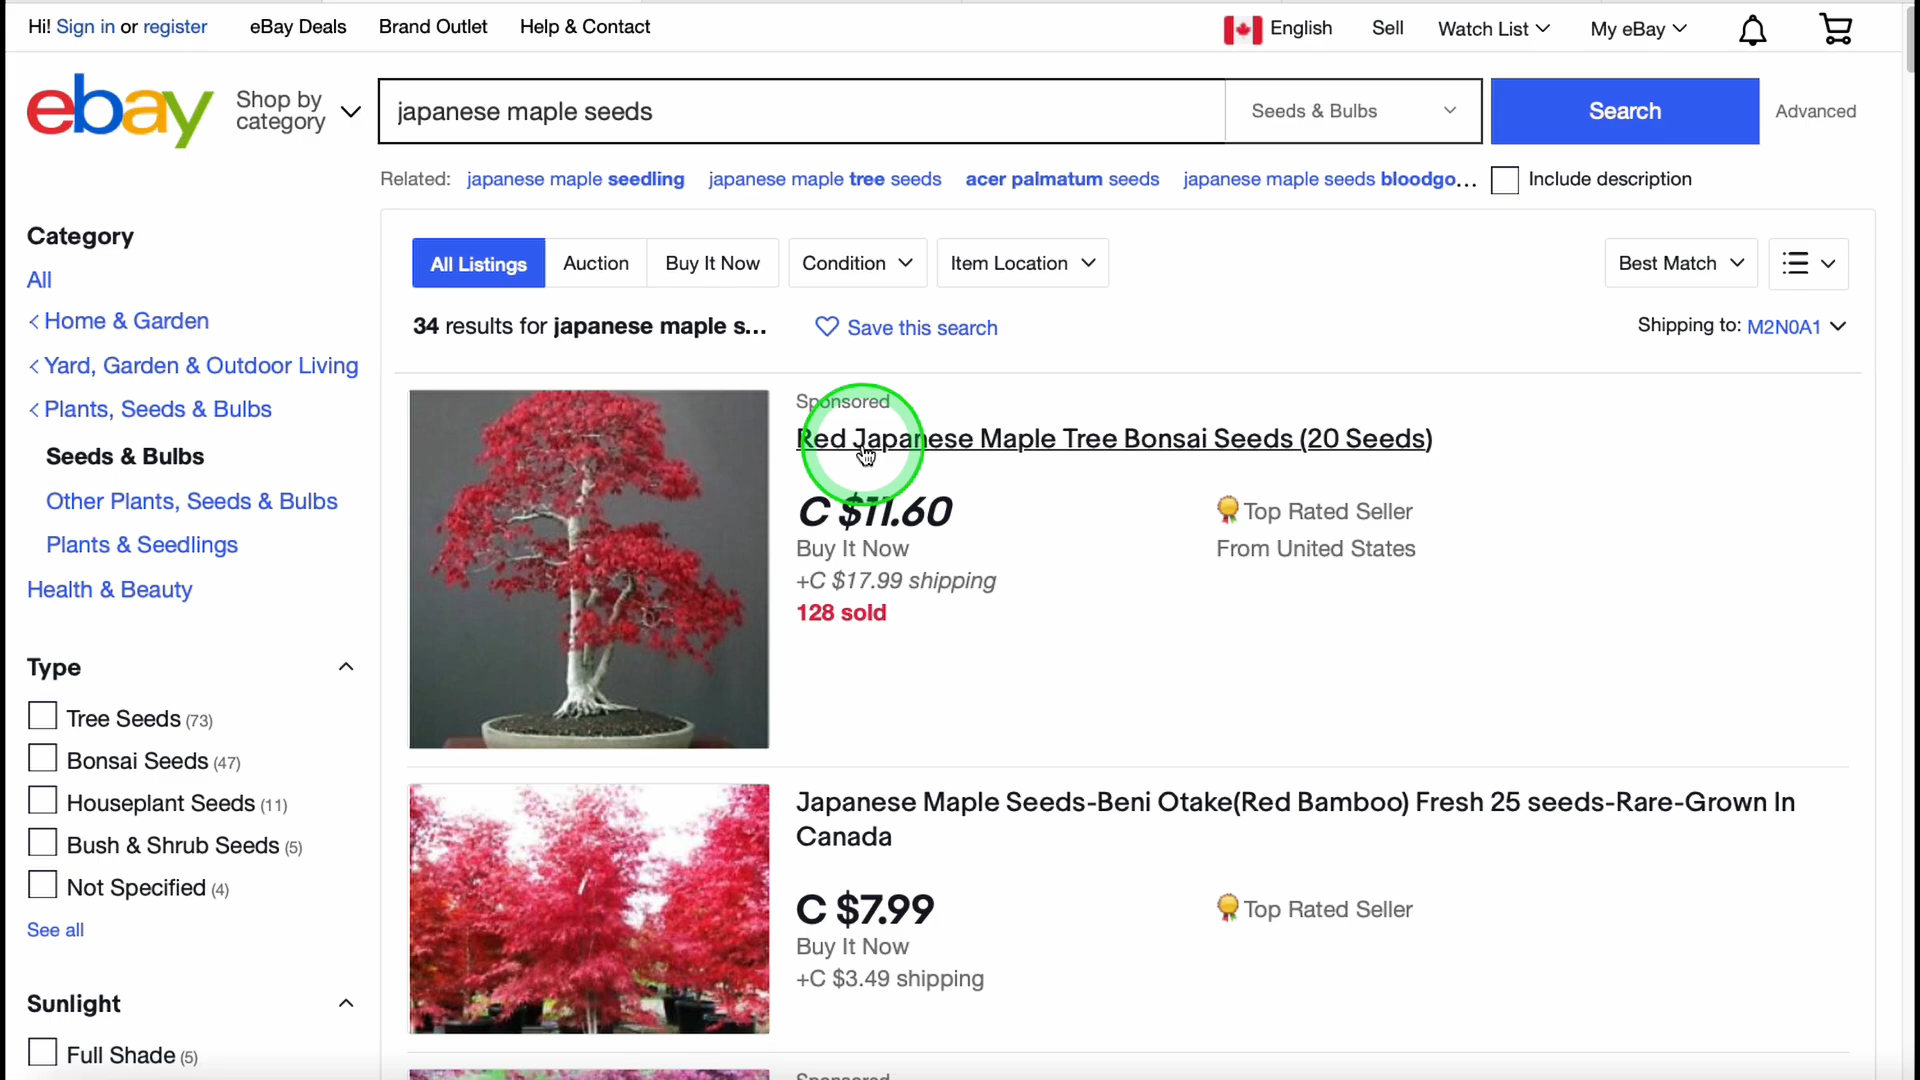 Hi! Sign in or register
eBay Deals
Brand Outlet
Help & Contact
English
Sell
Watch List
My eBay
ebay
Shop by
category
japanese maple seeds
Seeds & Bulbs
Search
Advanced
Related:
japanese maple seedling
japanese maple tree seeds
acer palmatum seeds
japanese maple seeds bloodgo...
Include description
Category
All
Home & Garden
Yard, Garden & Outdoor Living
Plants, Seeds & Bulbs
Seeds & Bulbs
Other Plants, Seeds & Bulbs
Plants & Seedlings
Health & Beauty
Type
Tree Seeds (73)
Bonsai Seeds (47)
Houseplant Seeds (11)
Bush & Shrub Seeds (5)
Not Specified (4)
See all
Sunlight
Full Shade (5)
All Listings
Auction
Buy It Now
Condition
Item Location
Best Match
34 results for japanese maple s...
Save this search
Shipping to: M2N0A1
Sponsored
Red Japanese Maple Tree Bonsai Seeds (20 Seeds)
C $11.60
Buy It Now
+C $17.99 shipping
128 sold
Top Rated Seller
From United States
Japanese Maple Seeds-Beni Otake(Red Bamboo) Fresh 25 seeds-Rare-Grown In
Canada
C $7.99
Buy It Now
+C $3.49 shipping
Top Rated Seller
Sponsored